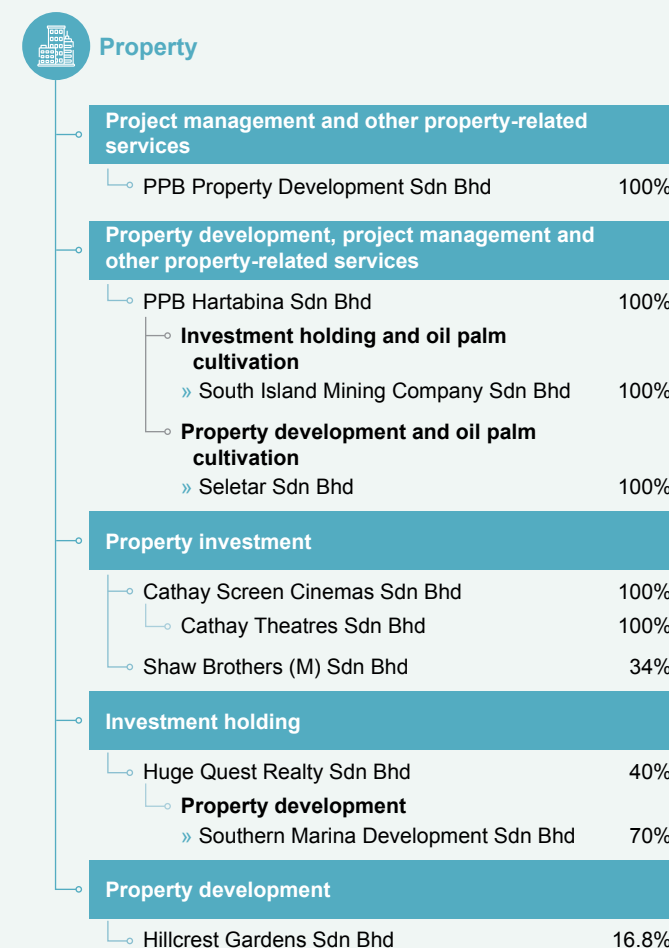 Property
Project management and other property-related
services
PPB Property Development Sdn Bhd 100%
Property development, project management and
other property-related services
PPB Hartabina Sdn Bhd 100%
Investment holding and oil palm
cultivation
» South Island Mining Company Sdn Bhd 100%
Property development and oil palm
cultivation
» Seletar Sdn Bhd 100%
Property investment
Cathay Screen Cinemas Sdn Bhd 100%
Cathay Theatres Sdn Bhd 100%
Shaw Brothers (M) Sdn Bhd 34%
Investment holding
Huge Quest Realty Sdn Bhd 40%
Property development
» Southern Marina Development Sdn Bhd 70%
Property development
Hillcrest Gardens Sdn Bhd 16.8%